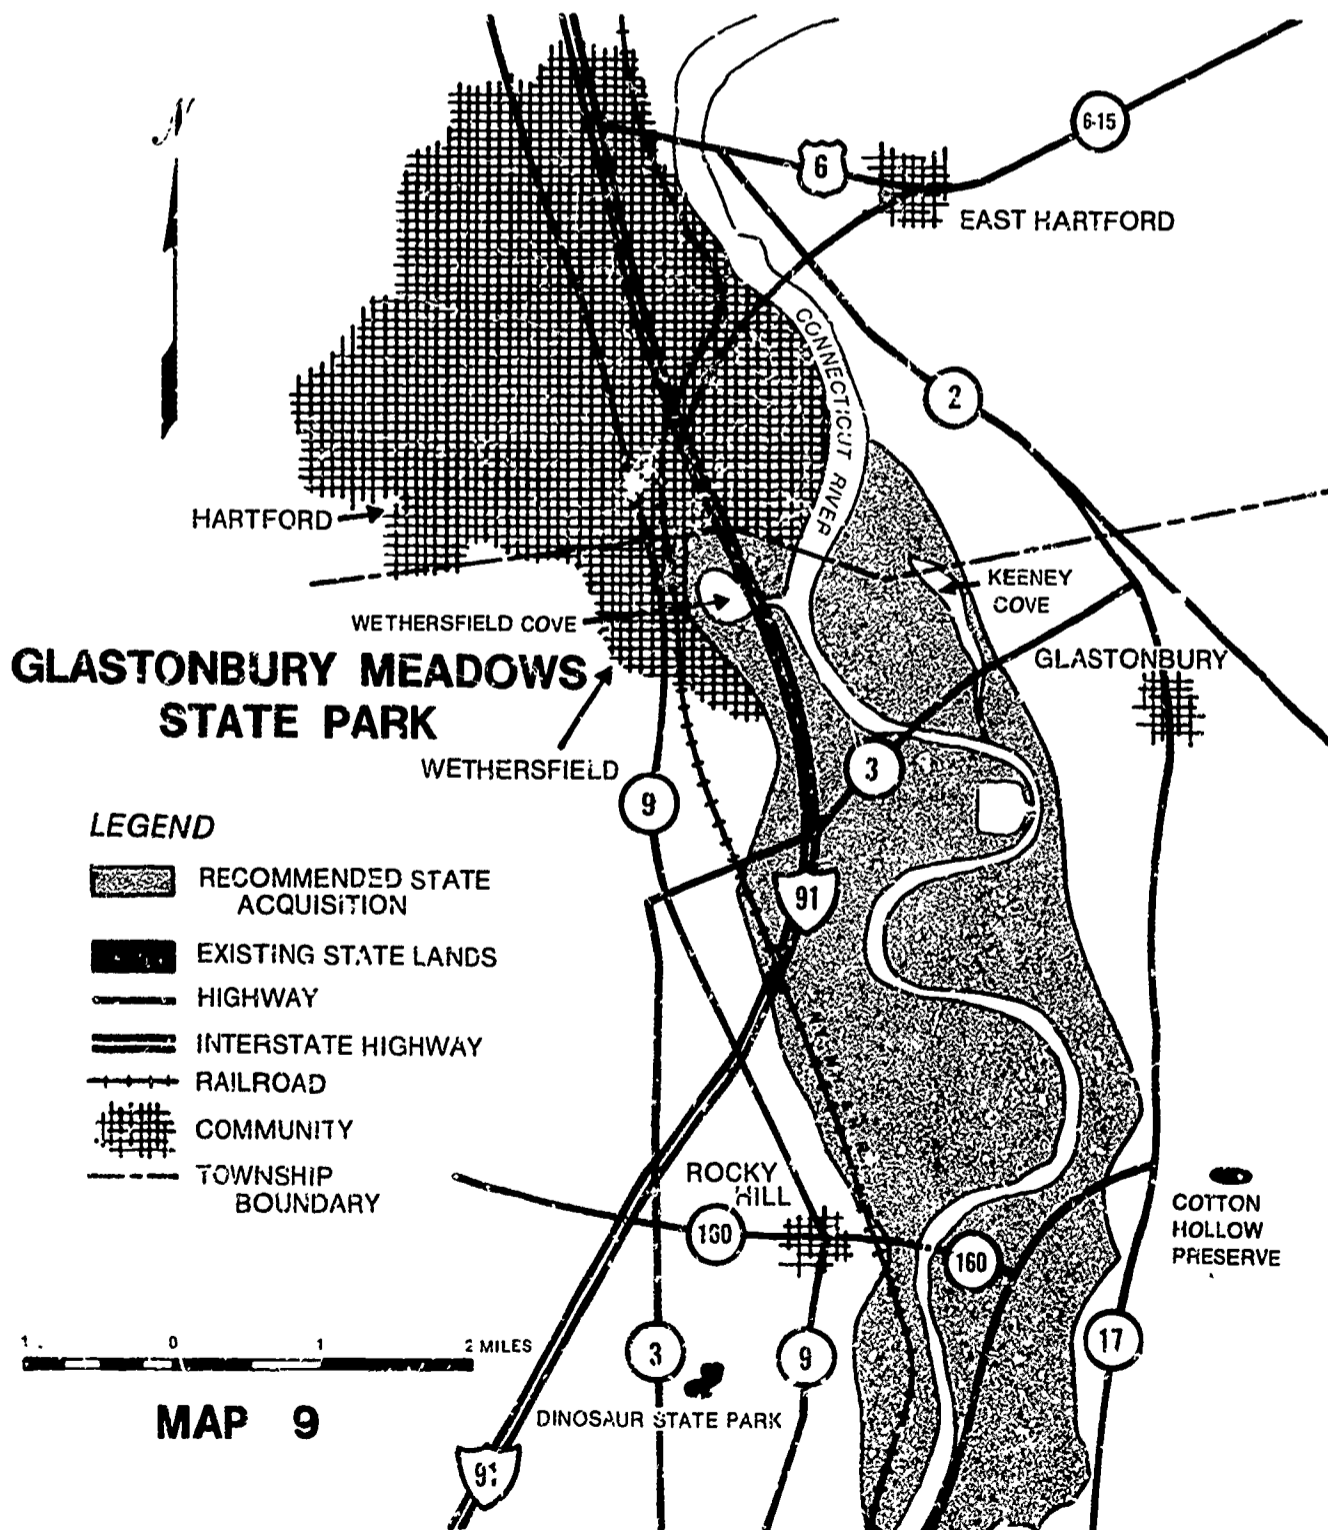 N
6-15
6
EAST HARTFORD
CONNECTICUT RIVER
2
HARTFORD
KEENEY
COVE
WETHERSFIELD COVE
GLASTONBURY MEADOWS
STATE PARK
GLASTONBURY
WETHERSFIELD
3
9
LEGEND
RECOMMENDED STATE
ACQUISITION
91
EXISTING STATE LANDS
HIGHWAY
INTERSTATE HIGHWAY
RAILROAD
COMMUNITY
TOWNSHIP
BOUNDARY
ROCKY
HILL
160
160
COTTON
HOLLOW
PRESERVE
1 0 1 2 MILES
3
9
17
DINOSAUR STATE PARK
MAP 9
91